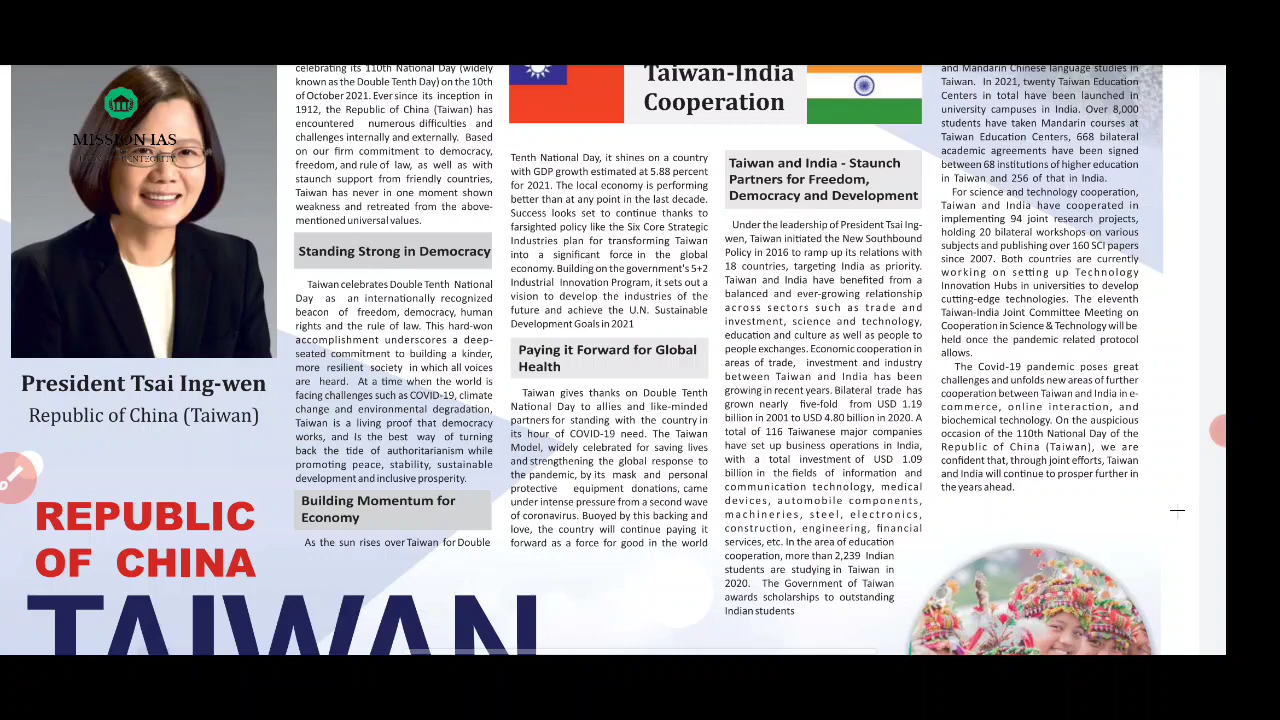 MISSION IAS
INTEGRITY
President Tsai Ing-wen
Republic of China (Taiwan)
REPUBLIC
OF CHINA
TAIWAN
celebrating its 110th National Day (widely
known as the Double Tenth Day) on the 10th
of October 2021. Ever since its inception in
1912, the Republic of China (Taiwan) has
encountered numerous difficulties and
challenges internally and externally. Based
on our firm commitment to democracy,
freedom, and rule of law, as well as with
staunch support from friendly countries,
Taiwan has never in one moment shown
weakness and retreated from the above-
mentioned universal values.
Standing Strong in Democracy
Taiwan celebrates Double Tenth National
Day as an internationally recognized
beacon of freedom, democracy, human
rights and the rule of law. This hard-won
accomplishment underscores a deep-
seated commitment to building a kinder,
more resilient society in which all voices
are heard. At a time when the world is
facing challenges such as COVID-19, climate
change and environmental degradation,
Taiwan is a living proof that democracy
works, and Is the best way of turning
back the tide of authoritarianism while
promoting peace, stability, sustainable
development and inclusive prosperity.
Building Momentum for
Economy
As the sun rises over Taiwan for Double
Taiwan-India
Cooperation
Tenth National Day, it shines on a country
with GDP growth estimated at 5.88 percent
for 2021. The local economy is performing
better than at any point in the last decade.
Success looks set to continue thanks to
farsighted policy like the Six Core Strategic
Industries plan for transforming Taiwan
into a significant force in the global
economy. Building on the government's 5+2
Industrial Innovation Program, it sets out a
vision to develop the industries of the
future and achieve the U.N. Sustainable
Development Goals in 2021
Paying it Forward for Global
Health
Taiwan gives thanks on Double Tenth
National Day to allies and like-minded
partners for standing with the country in
its hour of COVID-19 need. The Taiwan
Model, widely celebrated for saving lives
and strengthening the global response to
the pandemic, by its mask and personal
protective equipment donations, came
under intense pressure from a second wave
of coronavirus. Buoyed by this backing and
love, the country will continue paying it
forward as a force for good in the world
Taiwan and India - Staunch
Partners for Freedom,
Democracy and Development
Under the leadership of President Tsai Ing-
wen, Taiwan initiated the New Southbound
Policy in 2016 to ramp up its relations with
18 countries, targeting India as priority.
Taiwan and India have benefited from a
balanced and ever-growing relationship
across sectors such as trade and
investment, science and technology,
education and culture as well as people to
people exchanges. Economic cooperation in
areas of trade, investment and industry
between Taiwan and India has been
growing in recent years. Bilateral trade has
grown nearly five-fold from USD 1.19
billion in 2001 to USD 4.80 billion in 2020. A
total of 116 Taiwanese major companies
have set up business operations in India,
with a total investment of USD 1.09
billion in the fields of information and
communication technology, medical
devices, automobile components,
machineries, steel, electronics,
construction, engineering, financial
services, etc. In the area of education
cooperation, more than 2,239 Indian
students are studying in Taiwan in
2020. The Government of Taiwan
awards scholarships to outstanding
Indian students
and Mandarin Chinese language studies in
Taiwan. In 2021, twenty Taiwan Education
Centers in total have been launched in
university campuses in India. Over 8,000
students have taken Mandarin courses at
Taiwan Education Centers, 668 bilateral
academic agreements have been signed
between 68 institutions of higher education
in Taiwan and 256 of that in India.
For science and technology cooperation,
Taiwan and India have cooperated in
implementing 94 joint research projects,
holding 20 bilateral workshops on various
subjects and publishing over 160 SCI papers
since 2007. Both countries are currently
working on setting up Technology
Innovation Hubs in universities to develop
cutting-edge technologies. The eleventh
Taiwan-India Joint Committee Meeting on
Cooperation in Science & Technology will be
held once the pandemic related protocol
allows.
The Covid-19 pandemic poses great
challenges and unfolds new areas of further
cooperation between Taiwan and India in e-
commerce, online interaction, and
biochemical technology. On the auspicious
occasion of the 110th National Day of the
Republic of China (Taiwan), we are
confident that, through joint efforts, Taiwan
and India will continue to prosper further in
the years ahead.